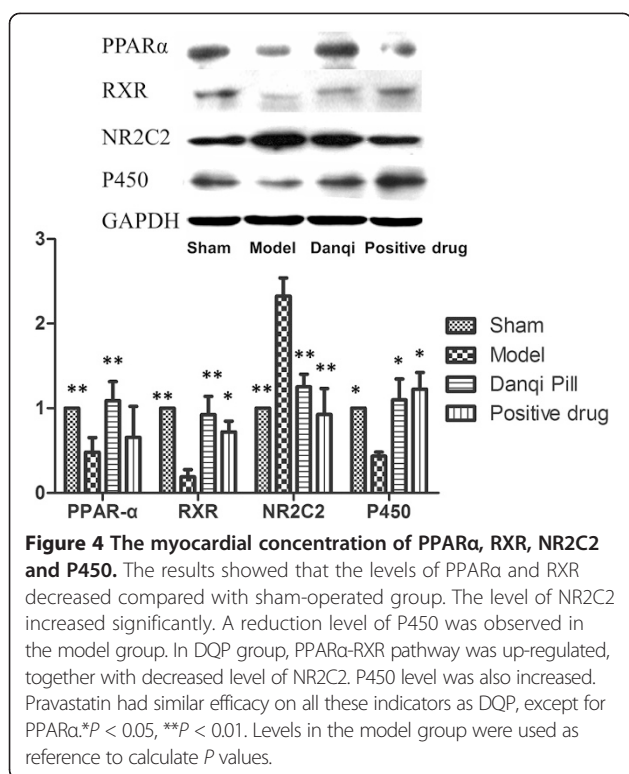 PPARα
RXR
NR2C2
P450
GAPDH
Sham Model Danqi Positive drug
3
2
1
0
** ** ** ** * ** ** ** * * *
Sham
Model
Danqi Pill
Positive drug
PPAR-α RXR NR2C2 P450
Figure 4 The myocardial concentration of PPARα, RXR, NR2C2
and P450. The results showed that the levels of PPARα and RXR
decreased compared with sham-operated group. The level of NR2C2
increased significantly. A reduction level of P450 was observed in
the model group. In DQP group, PPARα-RXR pathway was up-regulated,
together with decreased level of NR2C2. P450 level was also increased.
Pravastatin had similar efficacy on all these indicators as DQP, except for
PPARα.*P < 0.05, **P < 0.01. Levels in the model group were used as
reference to calculate P values.